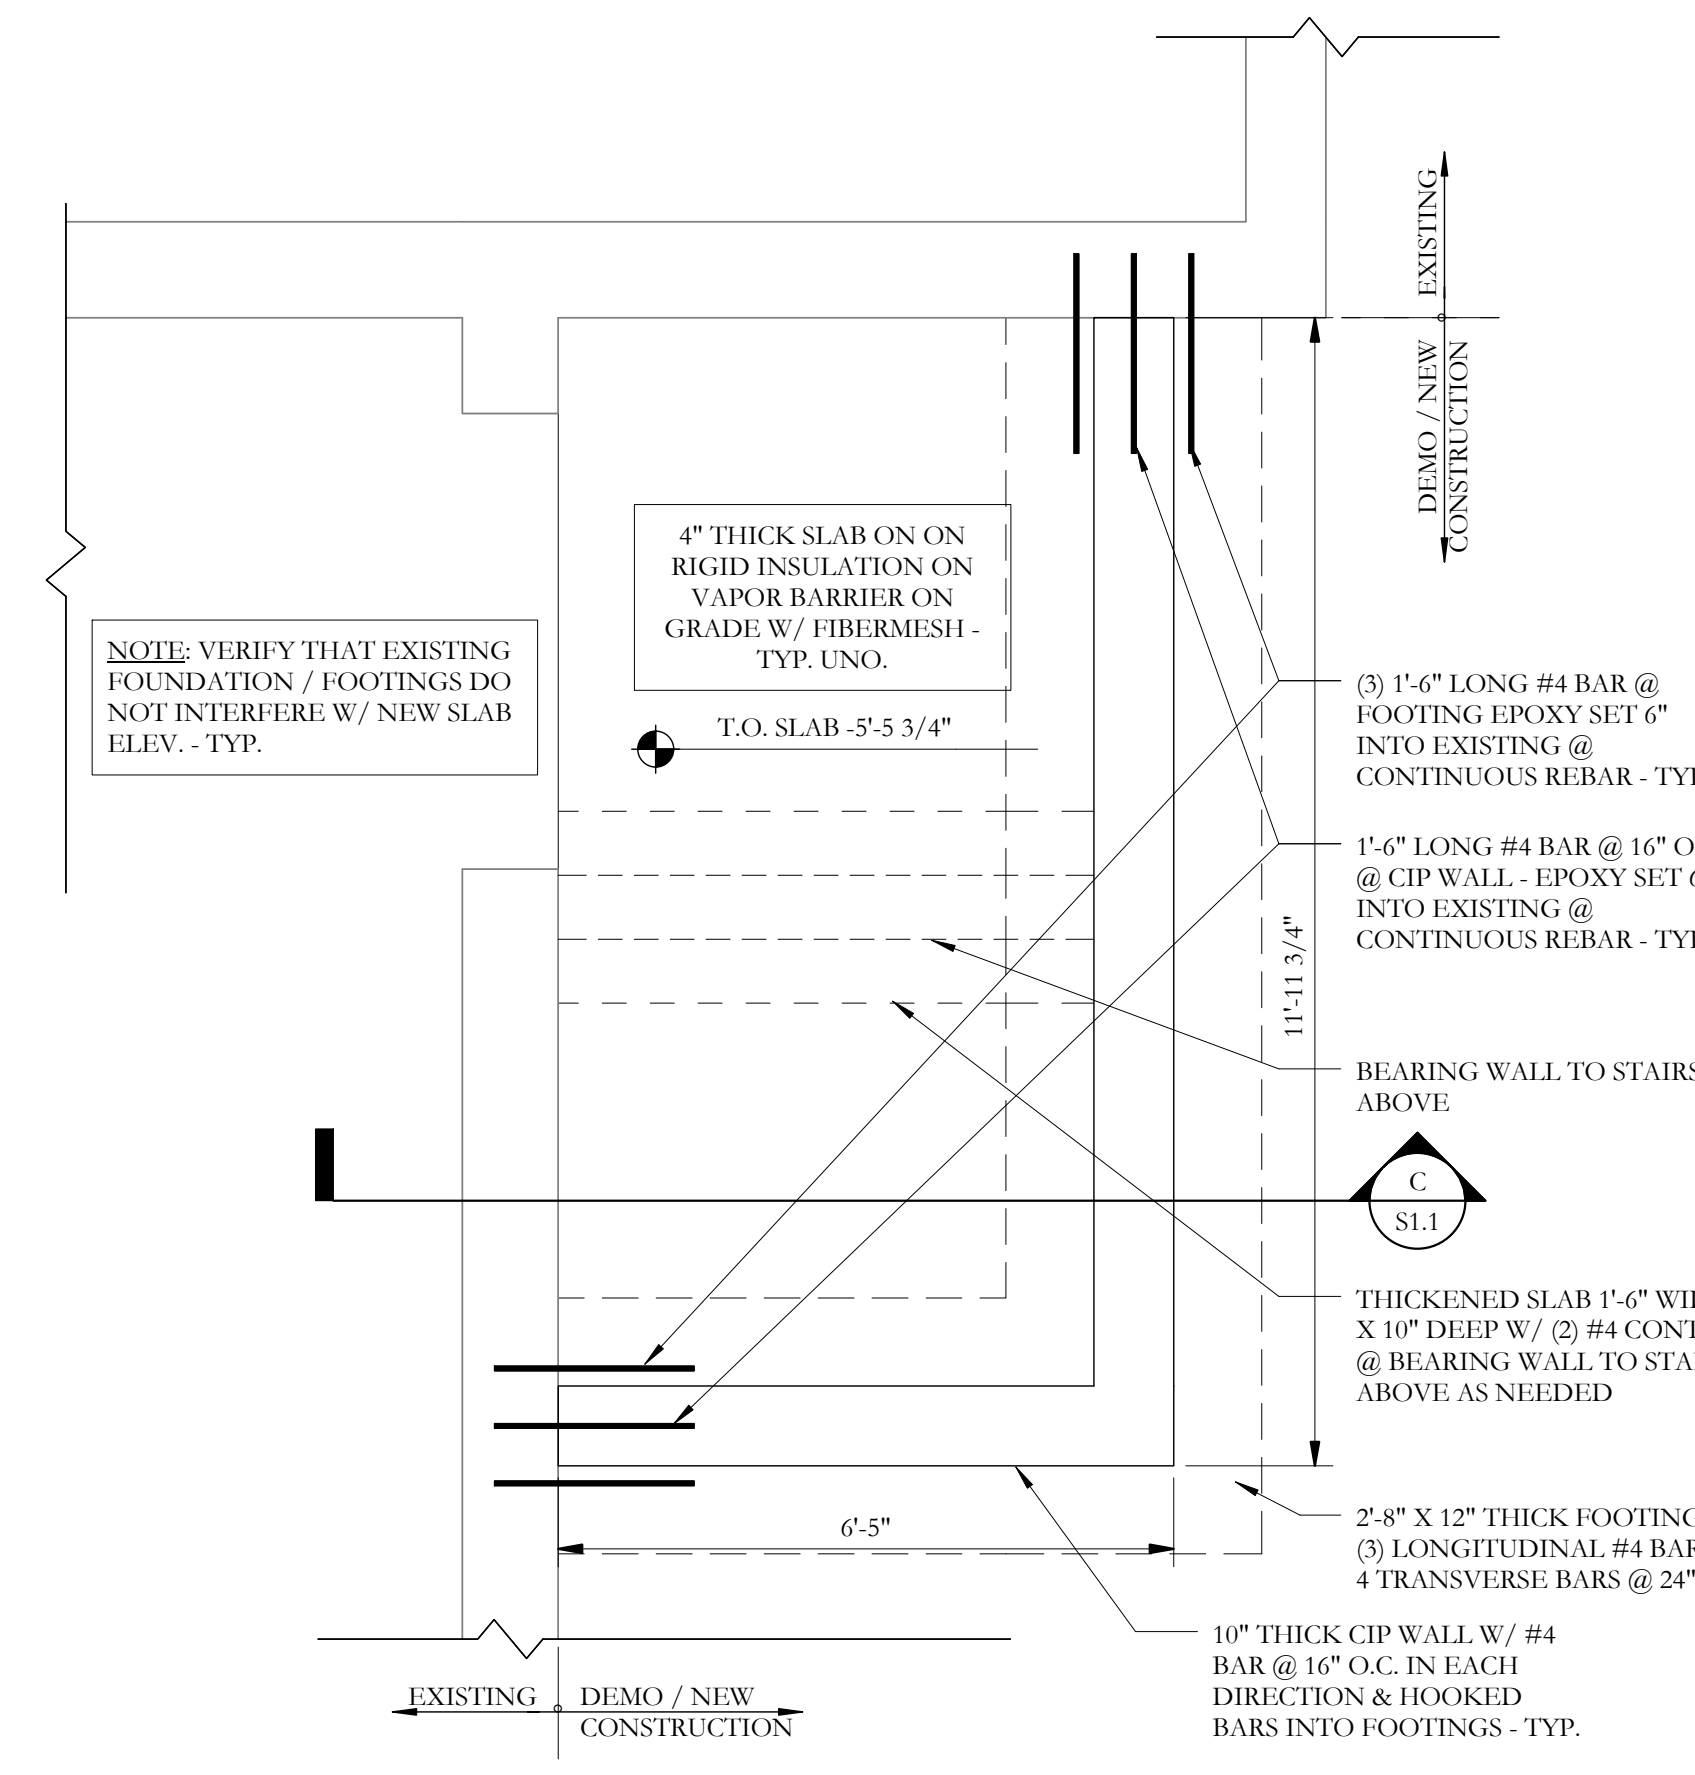 EXISTING
DEMO / NEW
CONSTRUCTION
4" THICK SLAB ON ON
RIGID INSULATION ON
VAPOR BARRIER ON
GRADE W/ FIBERMESH -
TYP. UNO.
NOTE: VERIFY THAT EXISTING
FOUNDATION / FOOTINGS DO
NOT INTERFERE W/ NEW SLAB
ELEV. - TYP.
T.O. SLAB -5'-5 3/4"
(3) 1'-6" LONG #4 BAR @
FOOTING EPOXY SET 6"
INTO EXISTING @
CONTINUOUS REBAR -
1'-6" LONG #4 BAR @ 16"
@ CIP WALL - EPOXY SET
INTO EXISTING @
CONTINUOUS REBAR -
11'-11 3/4"
BEARING WALL TO STAIRS
ABOVE
C
S1.1
THICKENED SLAB 1'-6"
X 10" DEEP W/ (2) #4 CONT
@ BEARING WALL TO
ABOVE AS NEEDED
2'-8" X 12" THICK FOOTING
(3) LONGITUDINAL #4 BAR
4 TRANSVERSE BARS @ 24"
6'-5"
10" THICK CIP WALL W/ #4
BAR @ 16" O.C. IN EACH
DIRECTION & HOOKED
BARS INTO FOOTINGS - TYP.
EXISTING
DEMO / NEW
CONSTRUCTION